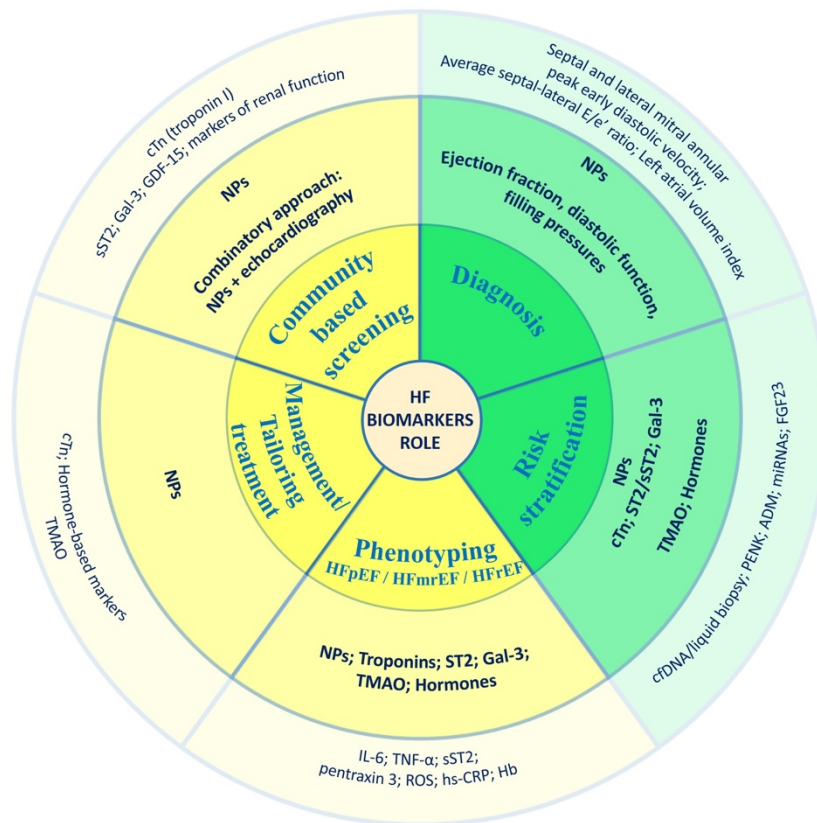 HF
BIOMARKERS
ROLE
Community
based
screening
NPs
Combinatory approach:
NPs + echocardiography
cTn (troponin I)
sST2; Gal-3; GDF-15; markers of renal function
Diagnosis
NPs
Ejection fraction, diastolic function,
filling pressures
Septal and lateral mitral annular
peak early diastolic velocity;
Average septal-lateral E/e' ratio; Left atrial volume index
Risk
stratification
NPs
cTn; ST2/sST2; Gal-3
TMAO; Hormones
cfDNA/liquid biopsy; PENK; ADM; miRNAs; FGF23
Phenotyping
HFpEF / HFmrEF / HFrEF
NPs; Troponins; ST2; Gal-3;
TMAO; Hormones
IL-6; TNF-α; sST2;
pentraxin 3; ROS; hs-CRP; Hb
Management/
Tailoring
treatment
NPs
cTn; Hormone-based markers
TMAO